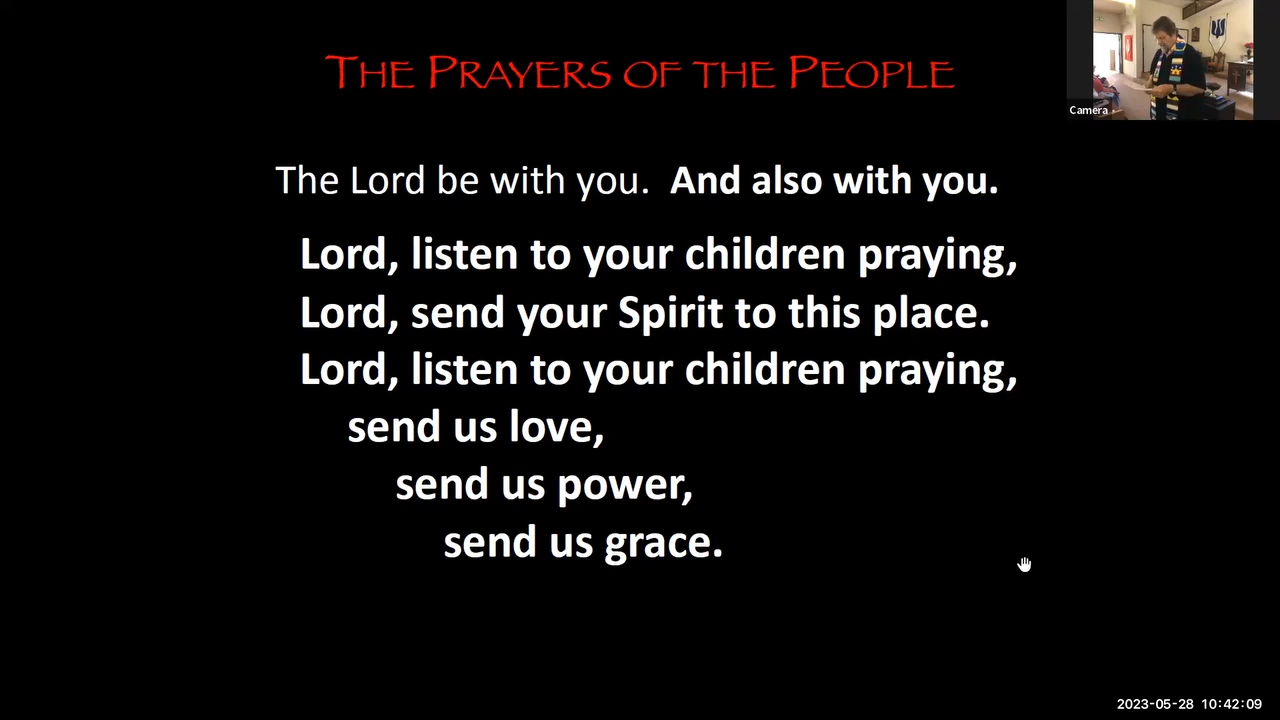 THE PRAYERS OF THE PEOPLE
Camera
The Lord be with you. And also with you.
Lord, listen to your children praying,
Lord, send your Spirit to this place.
Lord, listen to your children praying,
send us love,
send us power,
send us grace.
2023-05-28 10:42:09